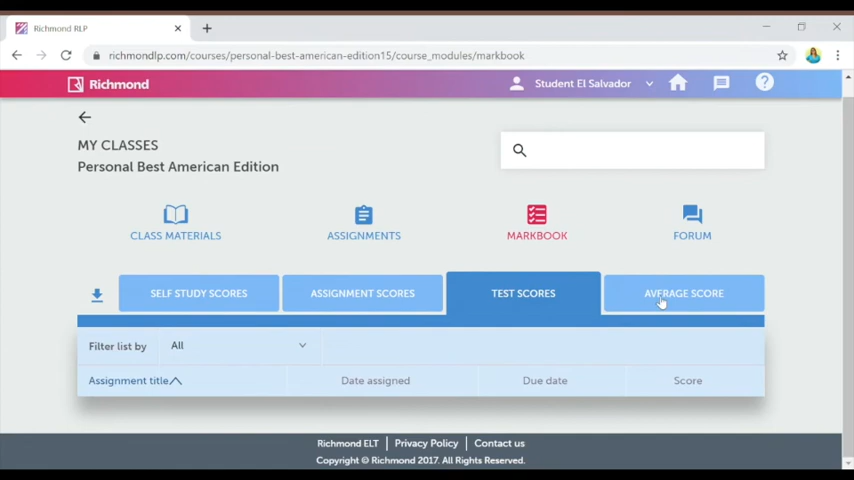 Richmond RLP
richmondlp.com/courses/personal-best-american-edition15/course_modules/markbook
Richmond
Student El Salvador
MY CLASSES
Personal Best American Edition
CLASS MATERIALS
ASSIGNMENTS
MARKBOOK
FORUM
SELF STUDY SCORES
ASSIGNMENT SCORES
TEST SCORES
AVERAGE SCORE
Filter list by
All
Assignment title
Date assigned
Due date
Score
Richmond ELT | Privacy Policy | Contact us
Copyright © Richmond 2017. All Rights Reserved.